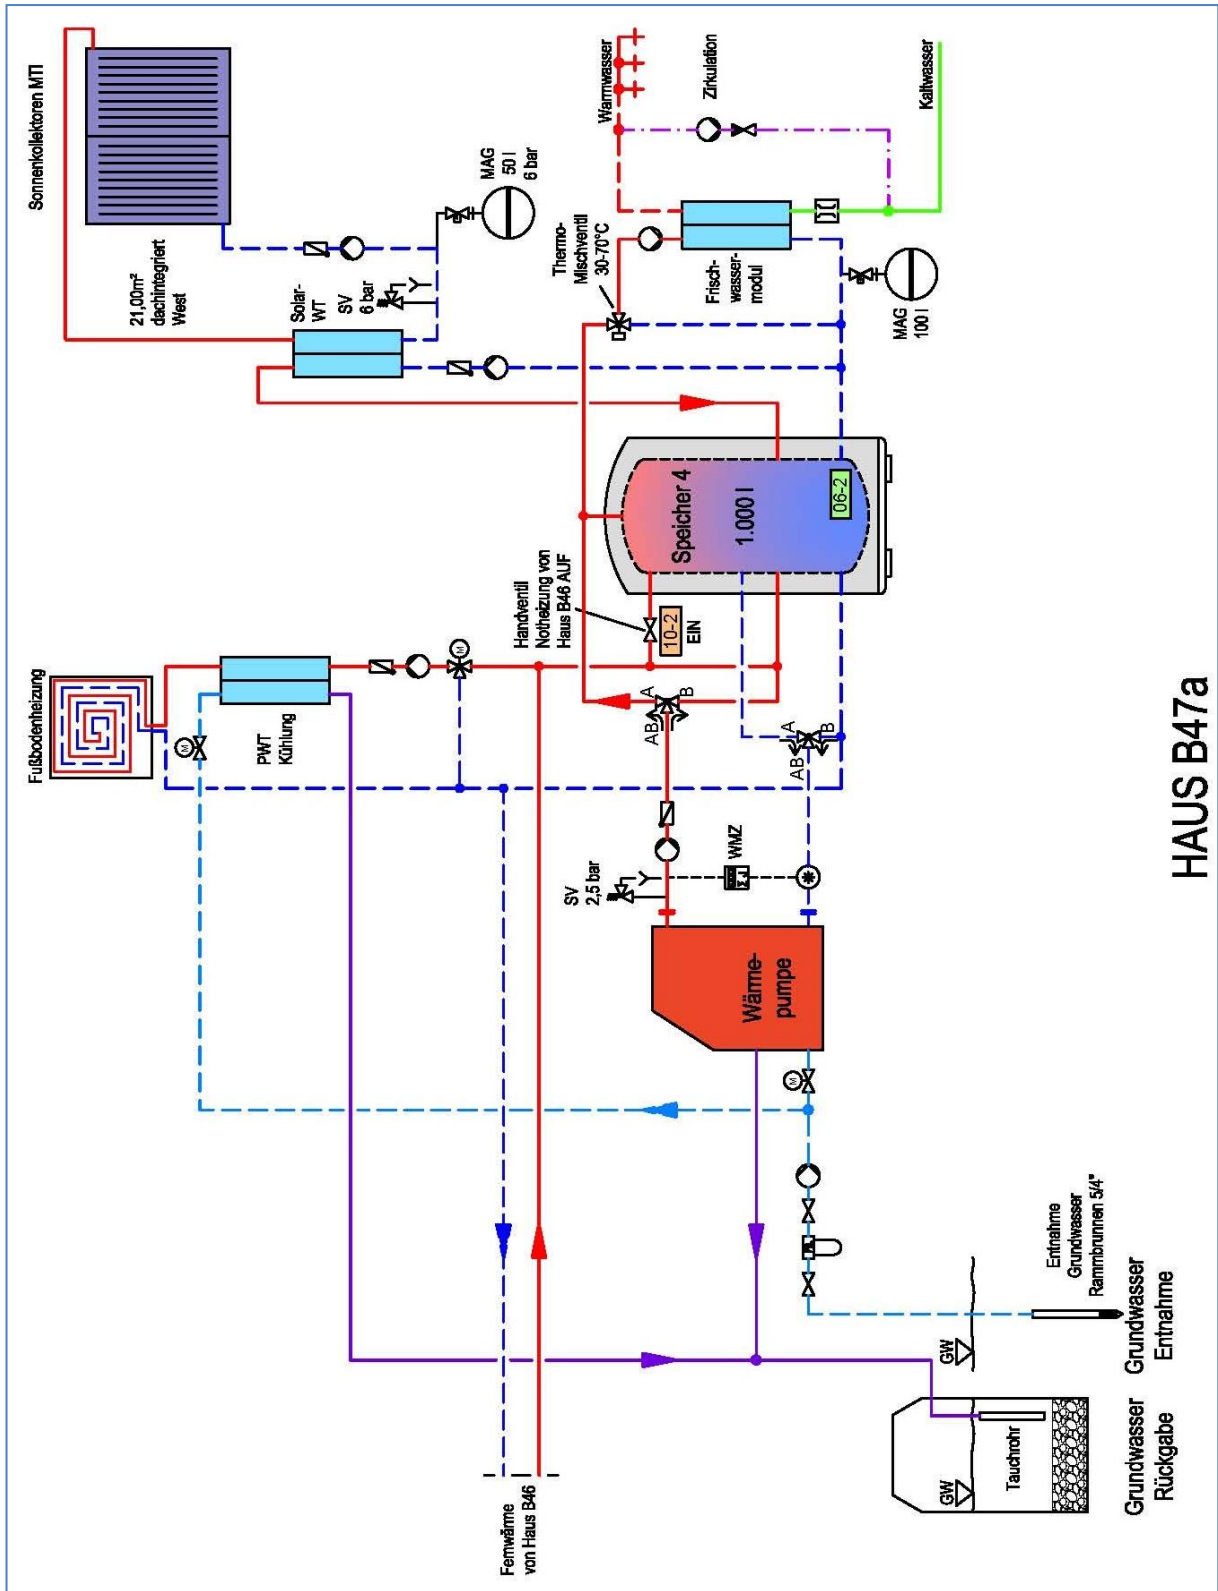 Sonnenkollektoren MTI
21,00m²
dachintegriert
West
Solar-
WT
SV
6 bar
MAG
50 l
6 bar
Warmwasser
Zirkulation
Kaltwasser
Thermo-
Mischventil
30-70°C
Frisch-
wasser-
modul
MAG
100 l
Speicher 4
1.000 l
06-2
Handventil
Notheizung von
Haus B46 AUF
10-2
EIN
Fußbodenheizung
M
PWT
Kühlung
M
A
AB
B
A
AB
B
SV
2,5 bar
WMZ
Wärme-
pumpe
M
Fernwärme
von Haus B46
Entnahme
Grundwasser
Rammbrunnen 5/4"
GW
Grundwasser
Entnahme
GW
Tauchrohr
Grundwasser
Rückgabe
HAUS B47a